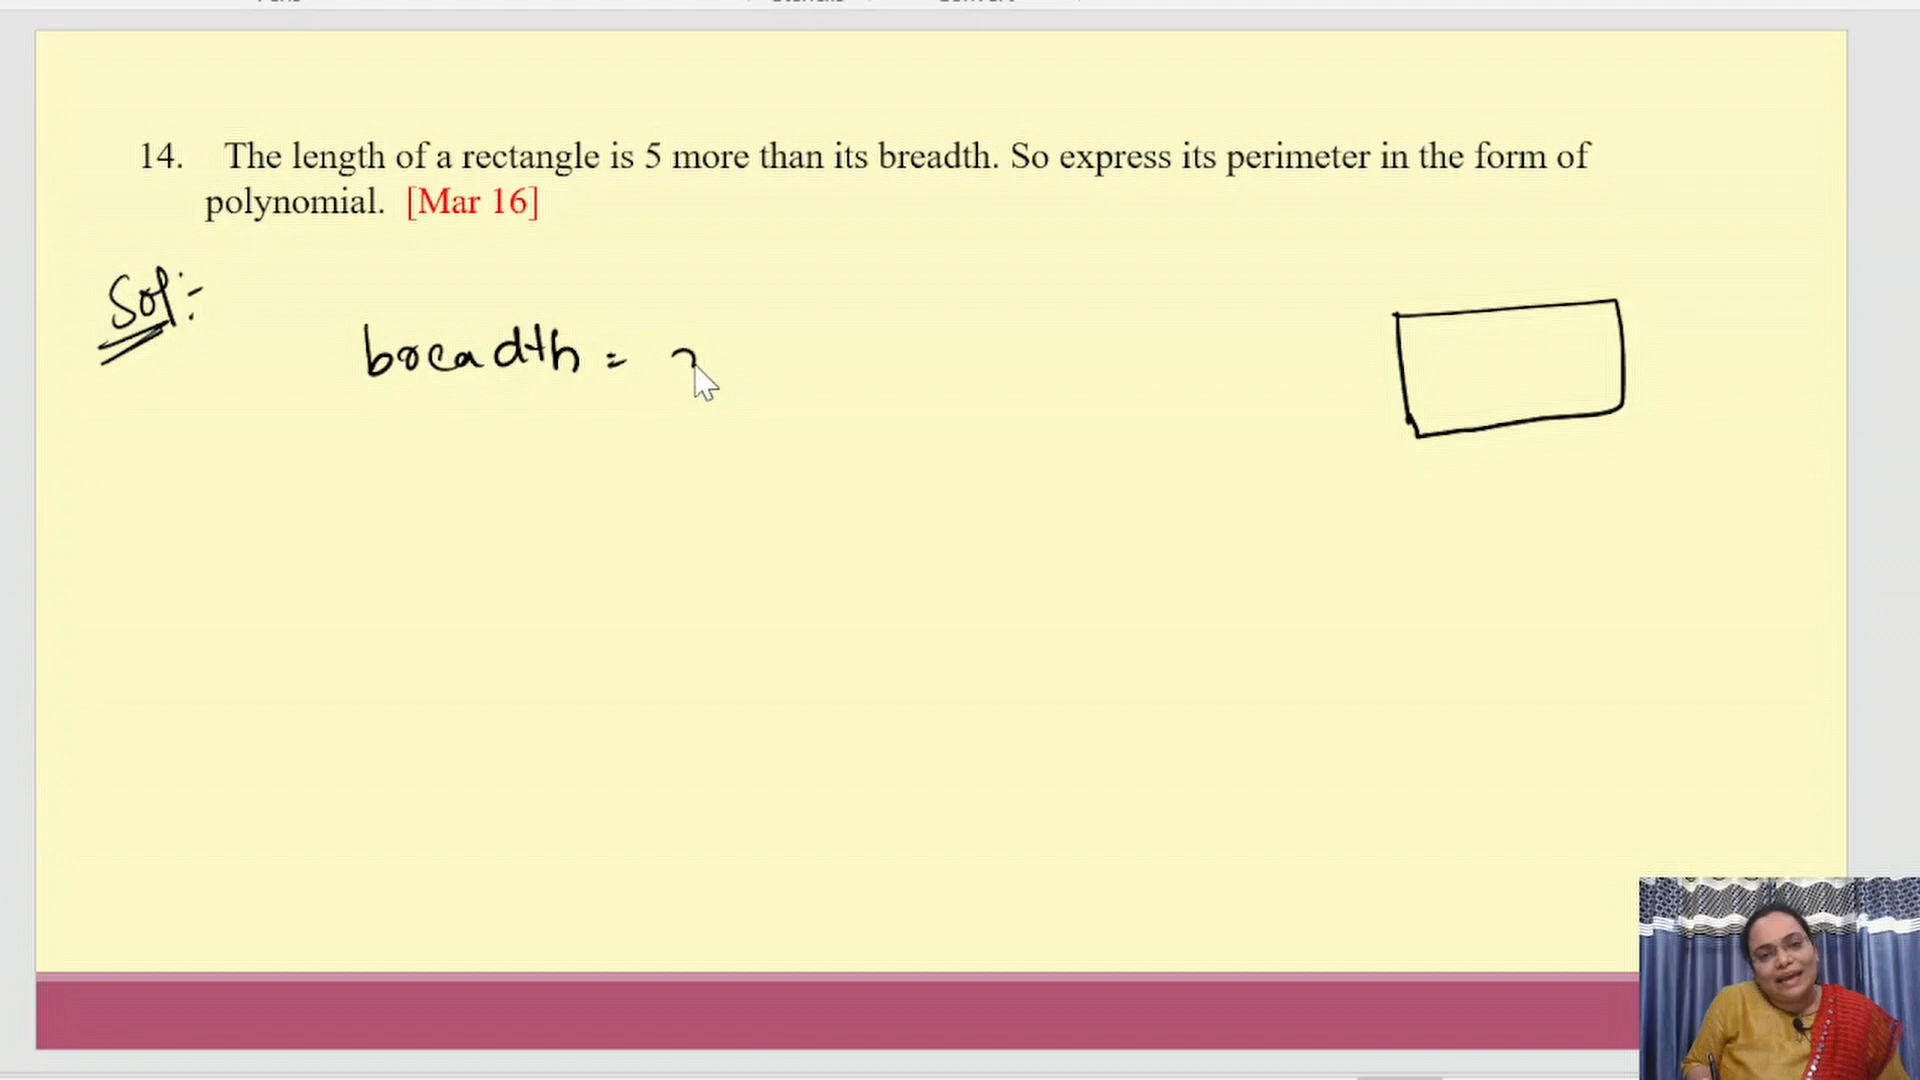 14. The length of a rectangle is 5 more than its breadth. So express its perimeter in the form of
polynomial. [Mar 16]
Sol:-
breadth =